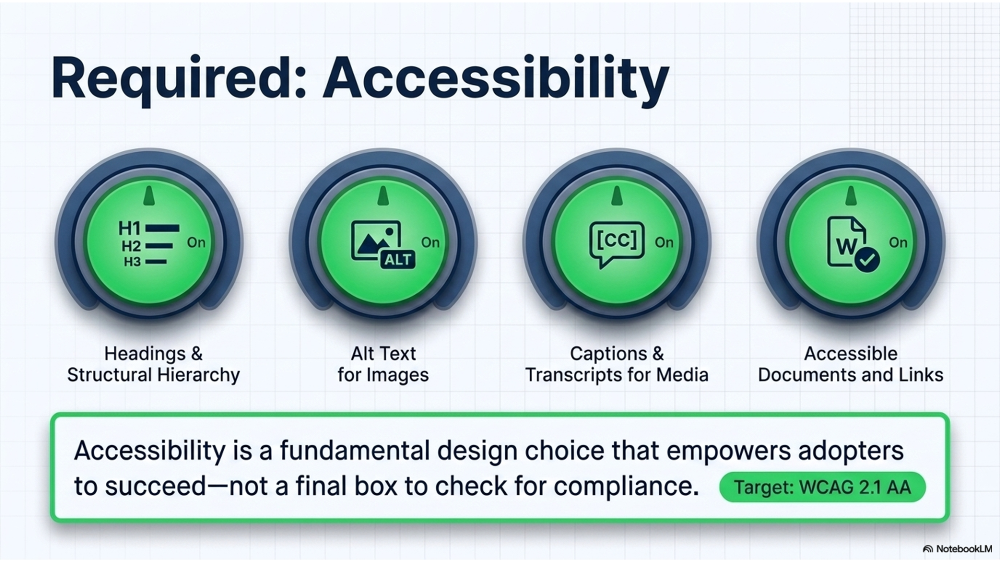 Required: Accessibility
H1
H2
H3
On
ALT
On
[CC]
On
W
On
Headings &
Structural Hierarchy
Alt Text
for Images
Captions &
Transcripts for Media
Accessible
Documents and Links
Accessibility is a fundamental design choice that empowers adopters
to succeed—not a final box to check for compliance.
Target: WCAG 2.1 AA
NotebookLM